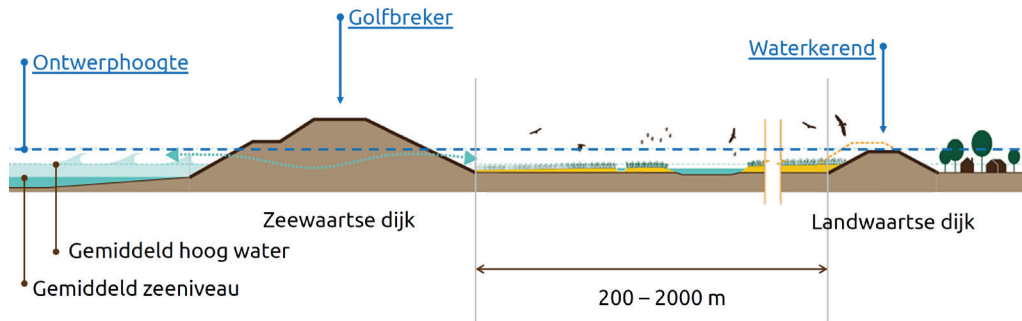 Golfbreker
Ontwerphoogte
Waterkerend
Zeewaartse dijk
Landwaartse dijk
Gemiddeld hoog water
Gemiddeld zeeniveau
200 – 2000 m